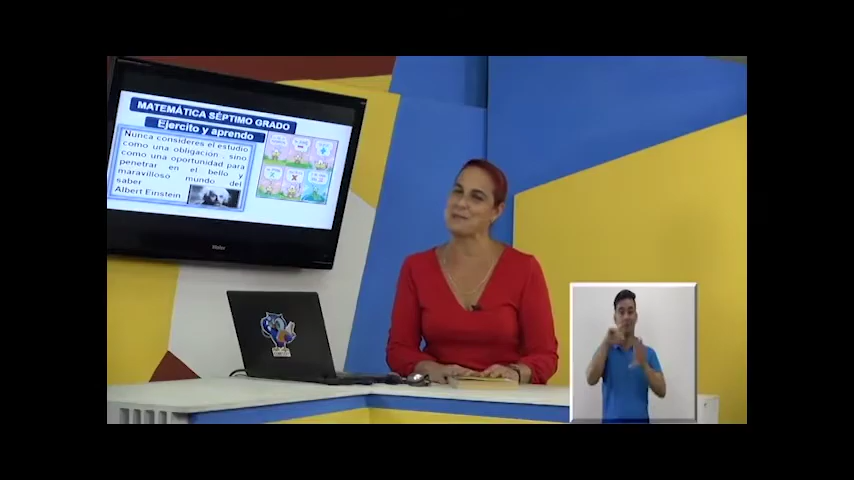 MATEMÁTICA SÉPTIMO GRADO
Ejercito y aprendo
Nunca consideres el estudio
como una obligación , sino
como una oportunidad para
penetrar en el bello y
maravilloso mundo del
saber
Albert Einstein